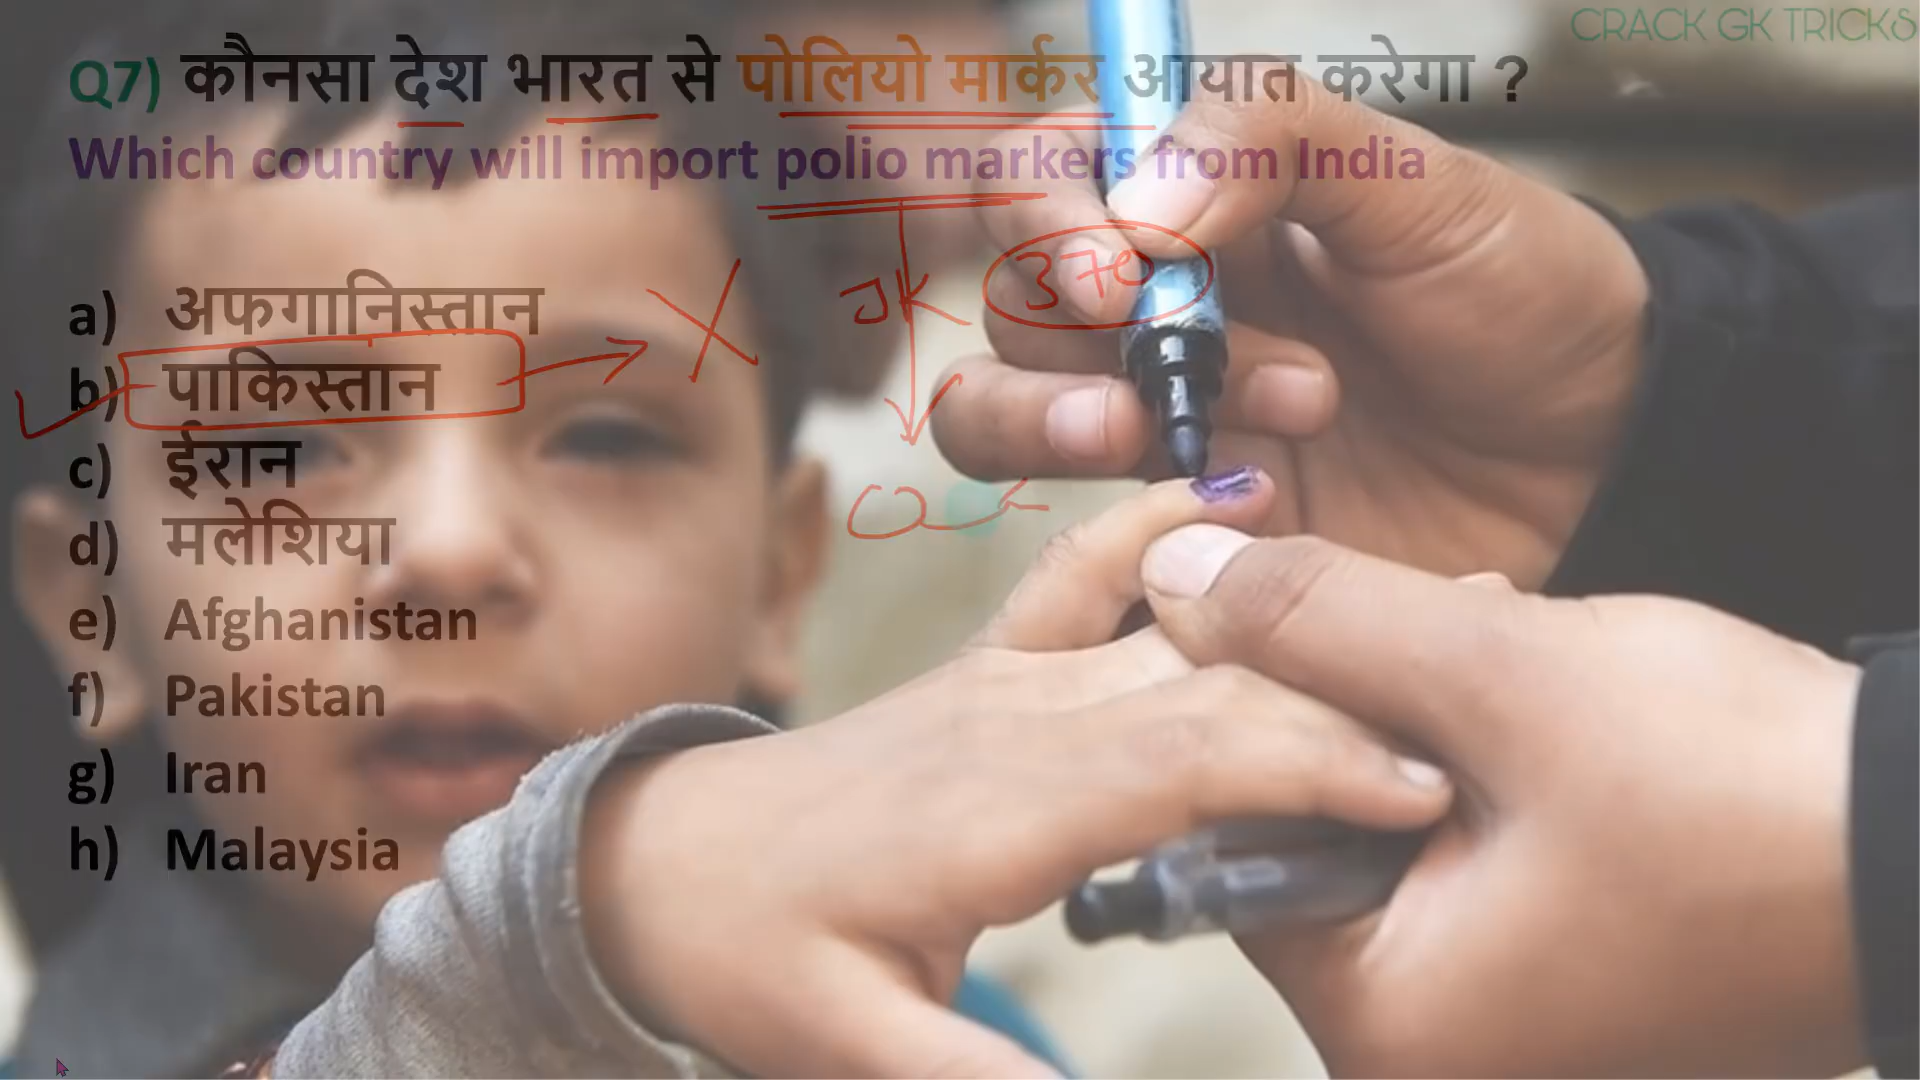 CRACK GK TRICKS
Q7) कौनसा देश भारत से पोलियो मार्कर आयात करेगा ?
Which country will import polio markers from India
JK 370
a) अफगानिस्तान
b) पाकिस्तान
c) ईरान
d) मलेशिया
e) Afghanistan
f) Pakistan
g) Iran
h) Malaysia